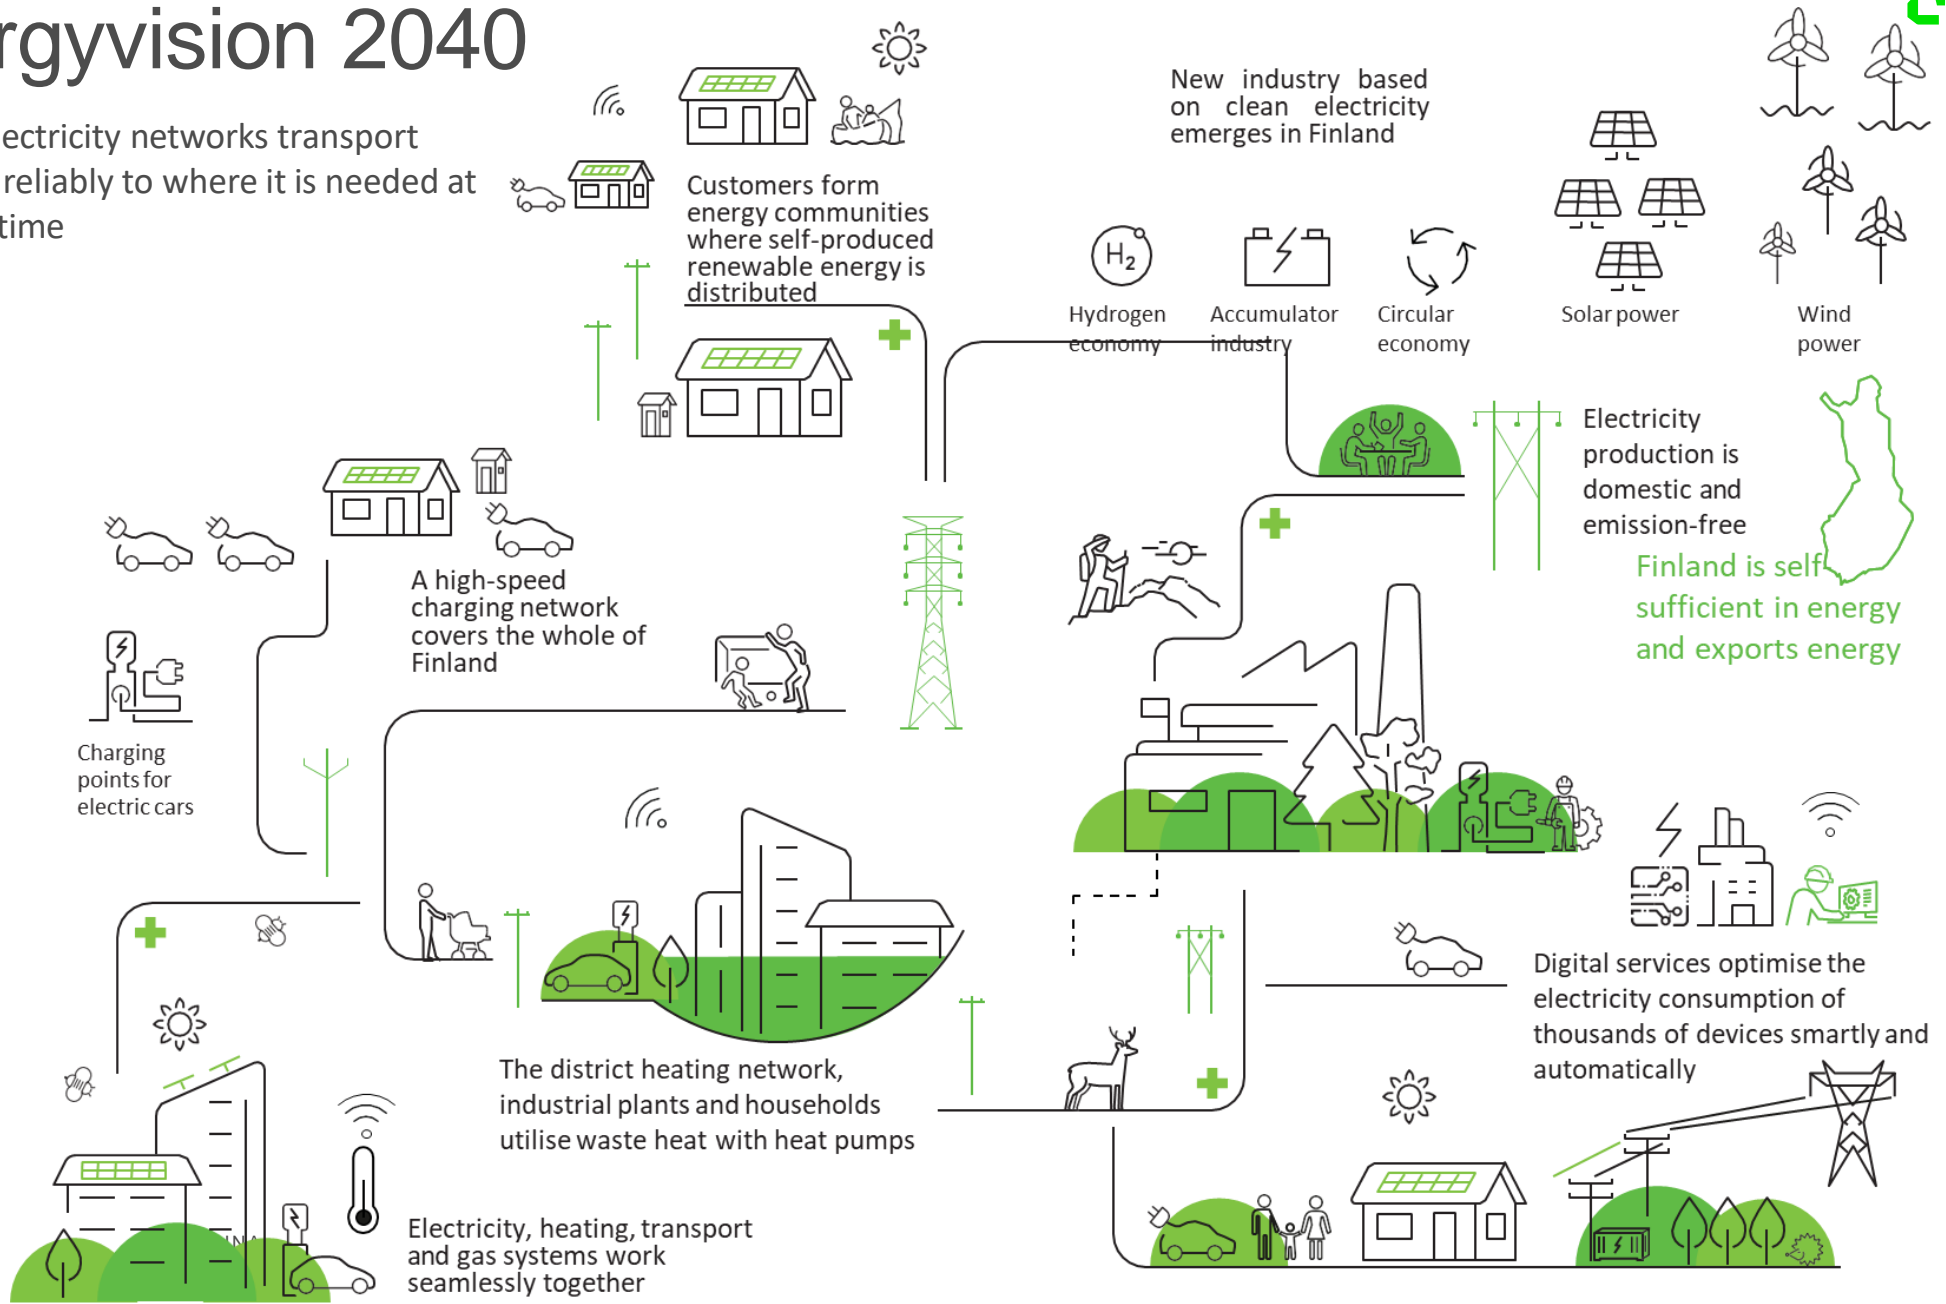 rgyvision 2040
ectricity networks transport
reliably to where it is needed at
time
Customers form
energy communities
where self-produced
renewable energy is
distributed
New industry based
on clean electricity
emerges in Finland
H2
Hydrogen
economy
Accumulator
industry
Circular
economy
Solar power
Wind
power
Electricity
production is
domestic and
emission-free
Finland is self
sufficient in energy
and exports energy
A high-speed
charging network
covers the whole of
Finland
Charging
points for
electric cars
Digital services optimise the
electricity consumption of
thousands of devices smartly and
automatically
The district heating network,
industrial plants and households
utilise waste heat with heat pumps
Electricity, heating, transport
and gas systems work
seamlessly together